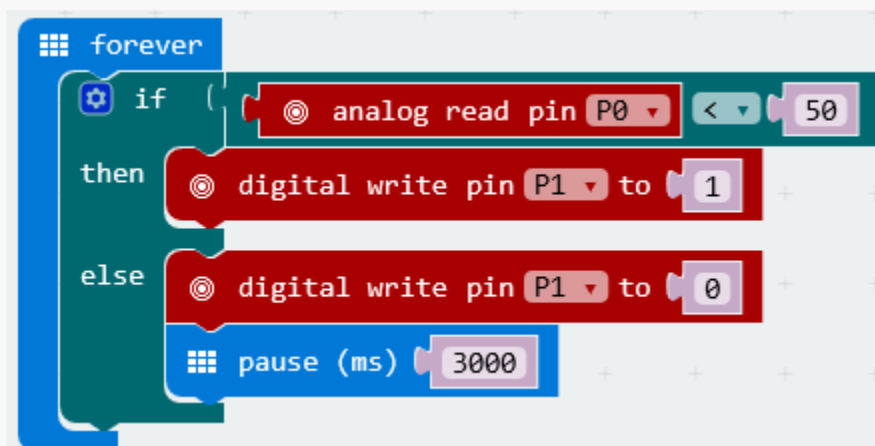 forever
if analog read pin P0 < 50
then digital write pin P1 to 1
else digital write pin P1 to 0
pause (ms) 3000